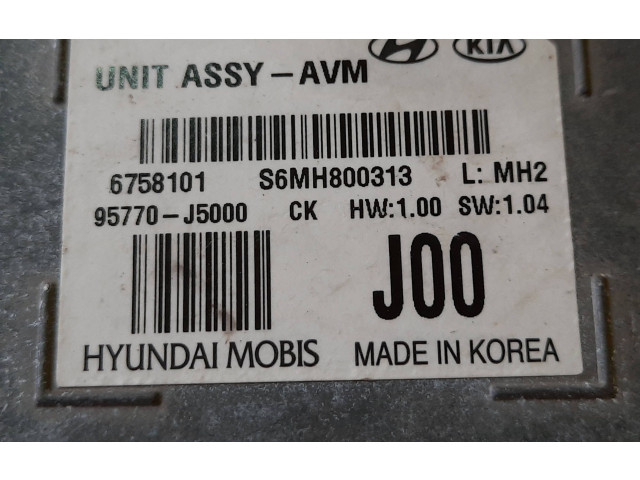 KIA
UNIT ASSY-AVM
6758101 S6MH800313 L: MH2
95770-J5000 CK HW:1.00 SW:1.04
J00
HYUNDAI MOBIS MADE IN KOREA